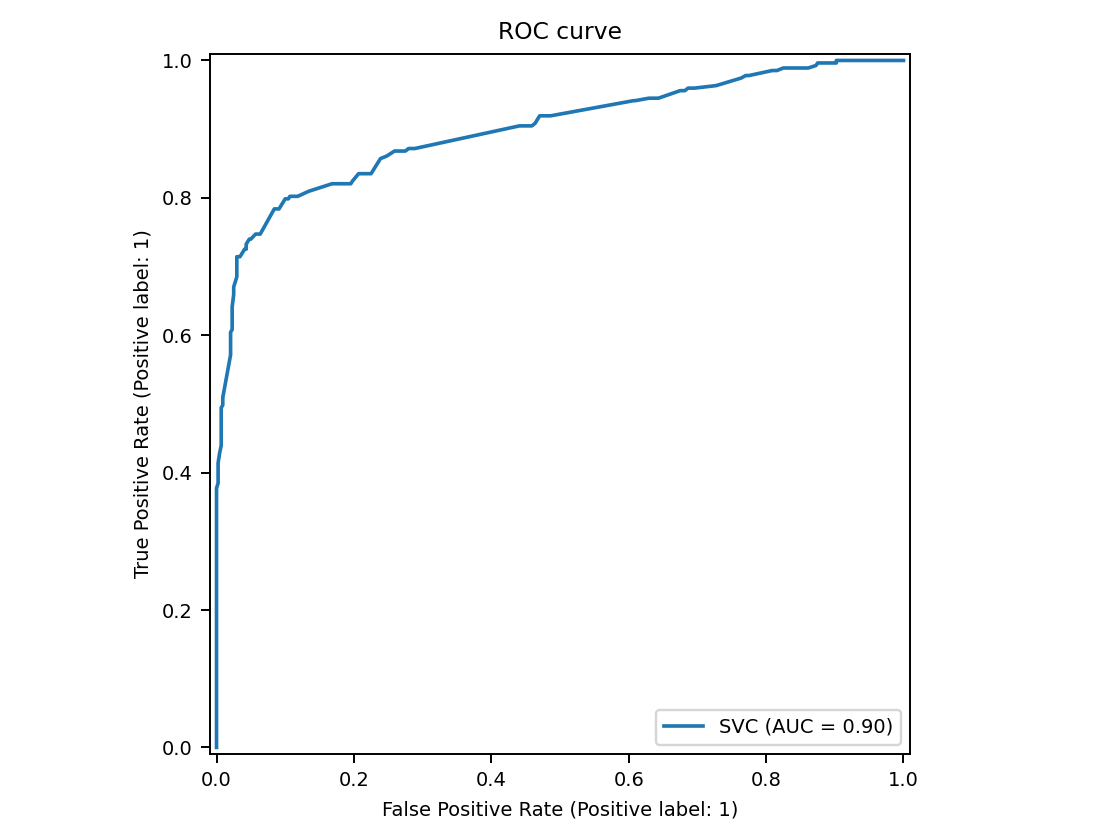 ROC curve
1.0
0.8
0.6
0.4
0.2
0.0
True Positive Rate (Positive label: 1)
SVC (AUC = 0.90)
0.0 0.2 0.4 0.6 0.8 1.0
False Positive Rate (Positive label: 1)